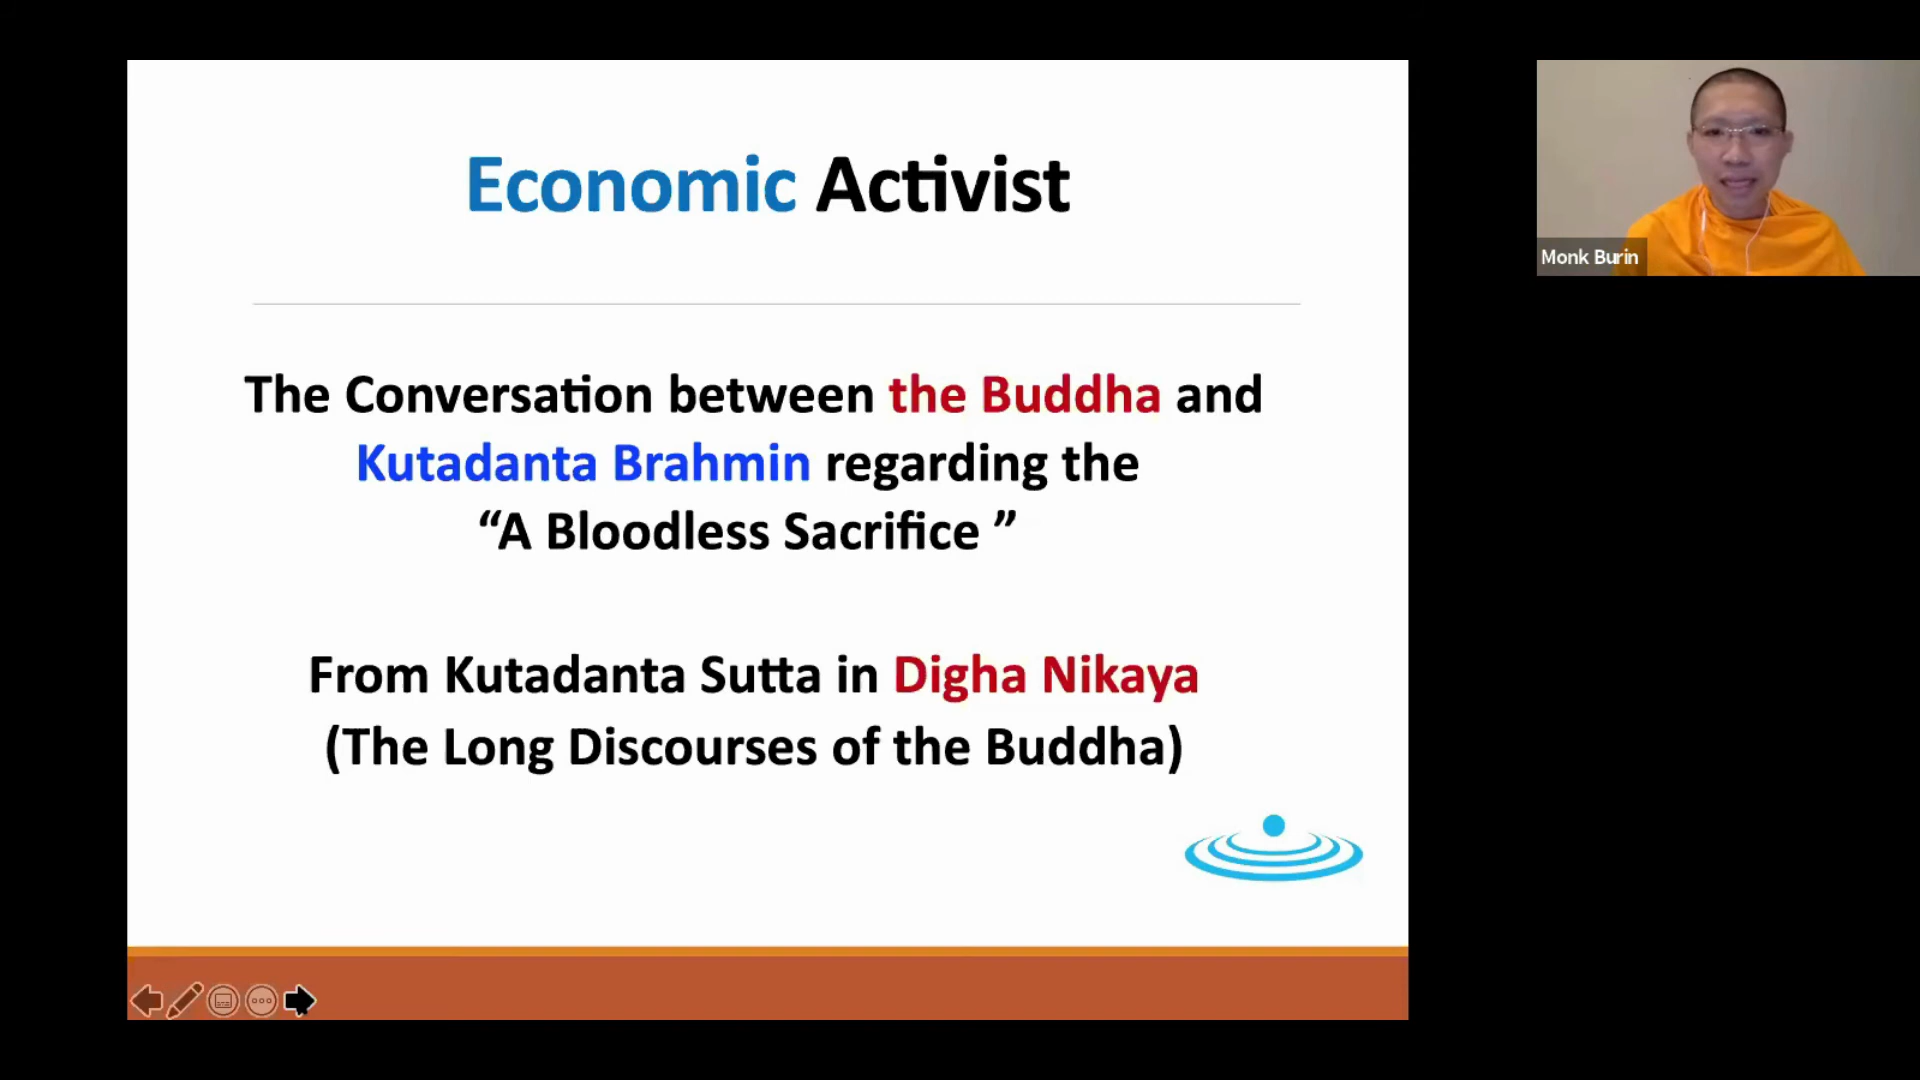 Economic Activist
The Conversation between the Buddha and
Kutadanta Brahmin regarding the
“A Bloodless Sacrifice ”
From Kutadanta Sutta in Digha Nikaya
(The Long Discourses of the Buddha)
Monk Burin